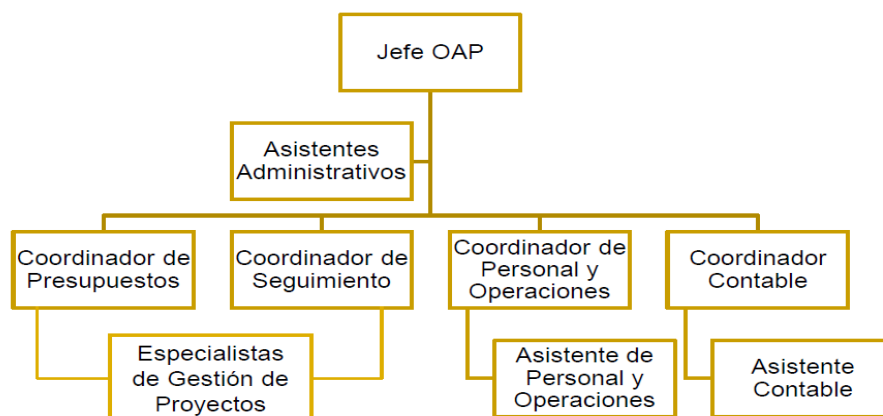 Jefe OAP
Asistentes
Administrativos
Coordinador de
Presupuestos
Coordinador de
Seguimiento
Coordinador de
Personal y
Operaciones
Coordinador
Contable
Especialistas
de Gestión de
Proyectos
Asistente de
Personal y
Operaciones
Asistente
Contable